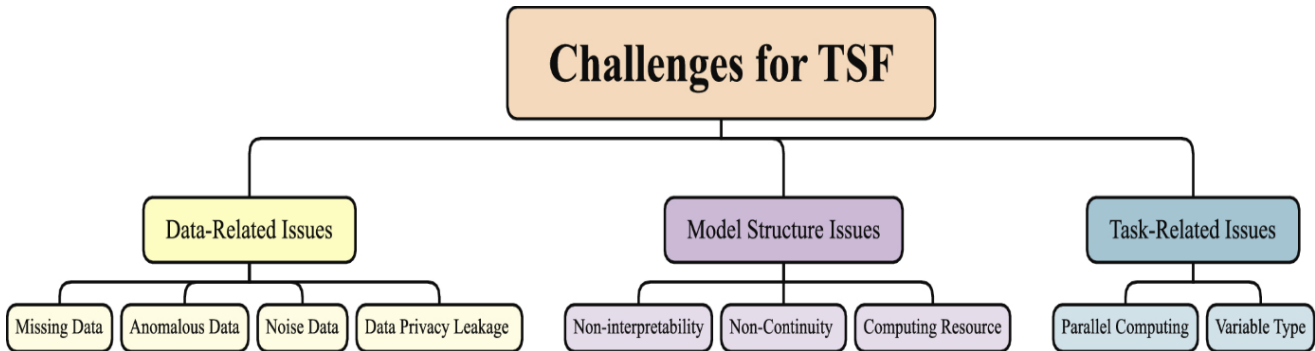 Challenges for TSF
Data-Related Issues
Model Structure Issues
Task-Related Issues
Missing Data
Anomalous Data
Noise Data
Data Privacy Leakage
Non-interpretability
Non-Continuity
Computing Resource
Parallel Computing
Variable Type